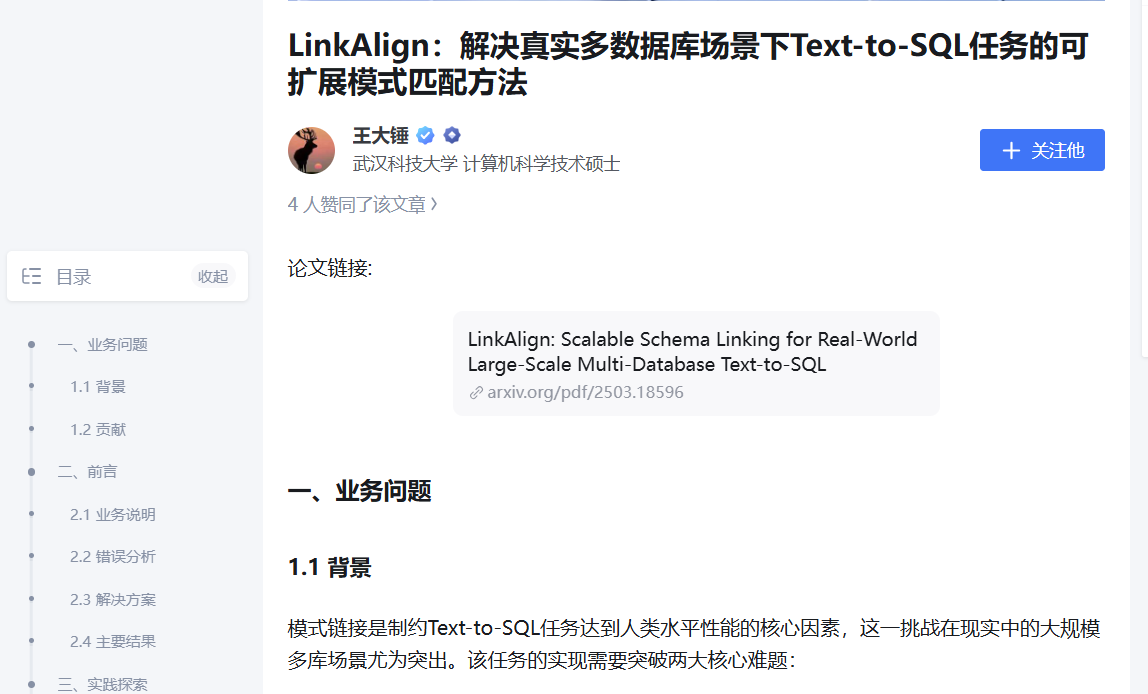 LinkAlign：解决真实多数据库场景下Text-to-SQL任务的可
扩展模式匹配方法
王大锤
武汉科技大学 计算机科学技术硕士
关注他
4 人赞同了该文章
论文链接:
LinkAlign: Scalable Schema Linking for Real-World
Large-Scale Multi-Database Text-to-SQL
arxiv.org/pdf/2503.18596
目录
收起
一、业务问题
1.1 背景
1.2 贡献
二、前言
2.1 业务说明
2.2 错误分析
2.3 解决方案
2.4 主要结果
三、实践探索
一、业务问题
1.1 背景
模式链接是制约Text-to-SQL任务达到人类水平性能的核心因素，这一挑战在现实中的大规模
多库场景尤为突出。该任务的实现需要突破两大核心难题：